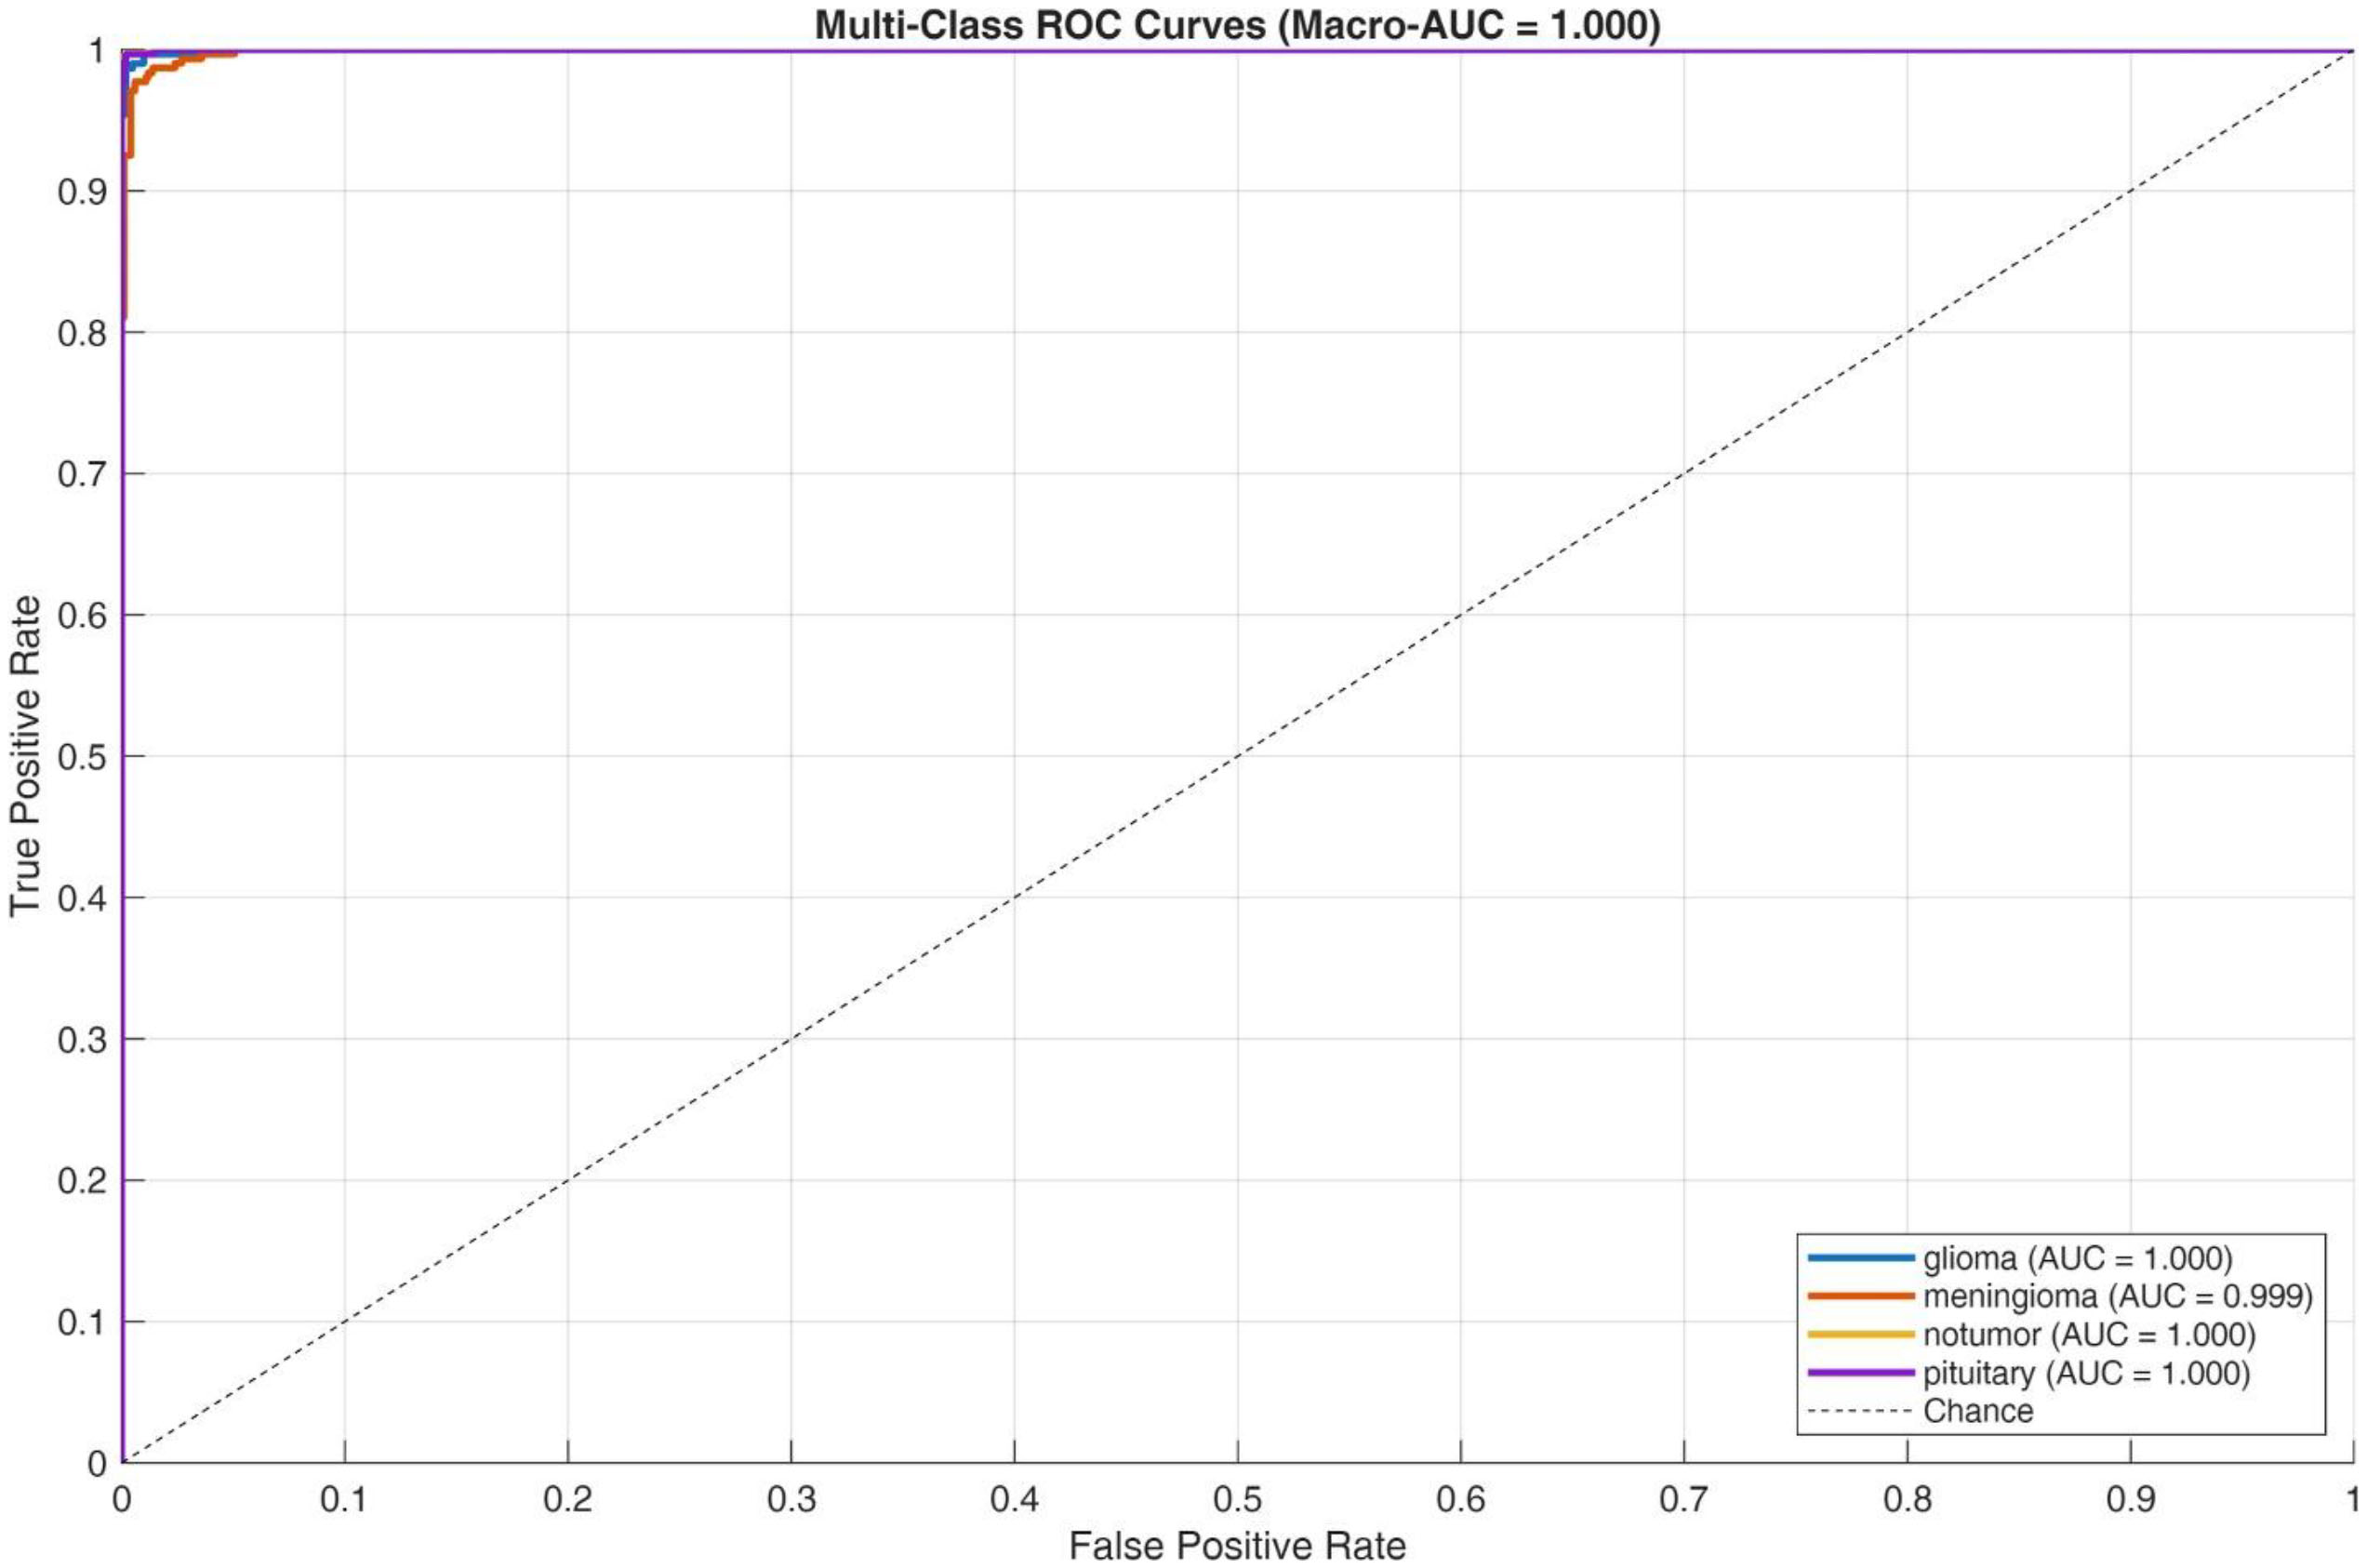 Multi-Class ROC Curves (Macro-AUC = 1.000)
1
0.9
0.8
0.7
0.6
0.5
0.4
0.3
0.2
0.1
0
True Positive Rate
glioma (AUC = 1.000)
meningioma (AUC = 0.999)
notumor (AUC = 1.000)
pituitary (AUC = 1.000)
Chance
0 0.1 0.2 0.3 0.4 0.5 0.6 0.7 0.8 0.9 1
False Positive Rate